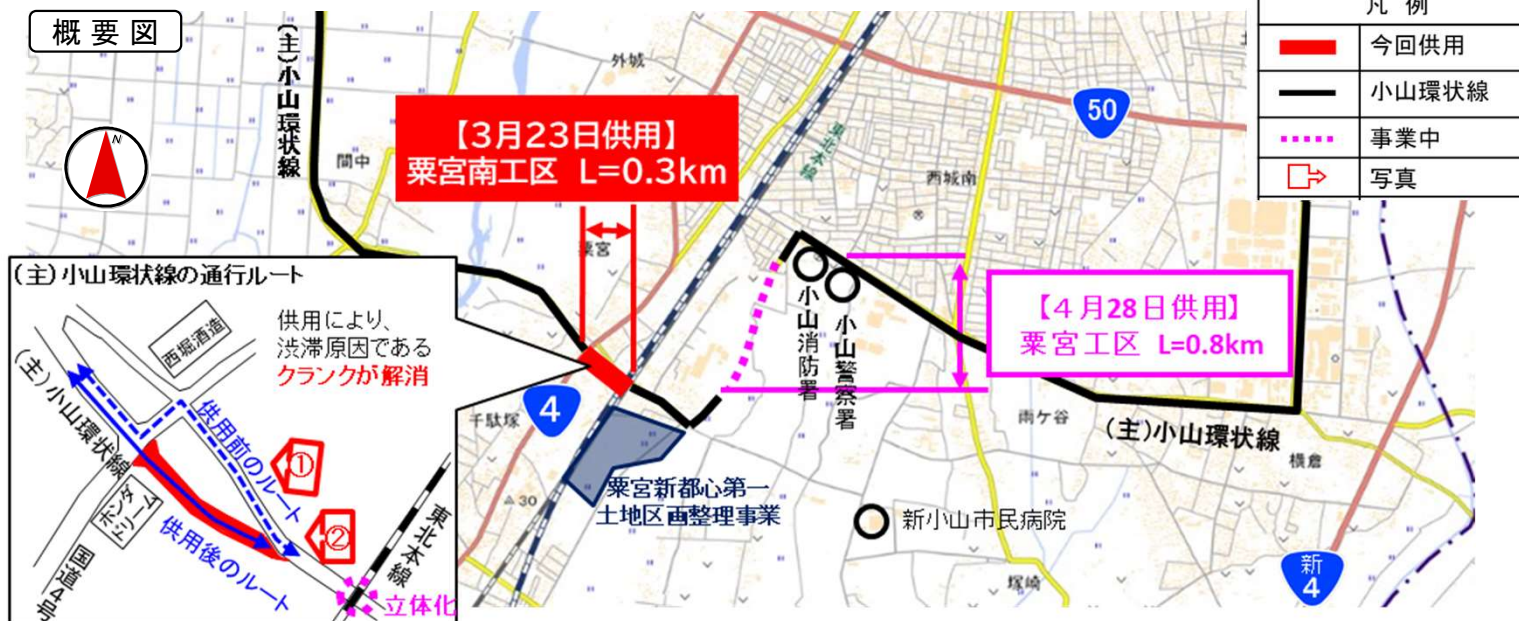 概要図
(主)小山環状線
N
外城
間中
【3月23日供用】
粟宮南工区 L=0.3km
粟宮
東北本線
50
西城南
凡例
今回供用
小山環状線
事業中
写真
小山消防署
小山警察署
【4月28日供用】
粟宮工区 L=0.8km
4
千駄塚
30
粟宮新都心第一
土地区画整理事業
雨ケ谷
(主)小山環状線
横倉
新小山市民病院
塚崎
新
4
(主)小山環状線の通行ルート
西堀酒造
供用により、
渋滞原因である
クランクが解消
(主)小山環状線
供用前のルート
①
ホンダ
ドリーム
供用後のルート
②
東北本線
国道4号
立体化